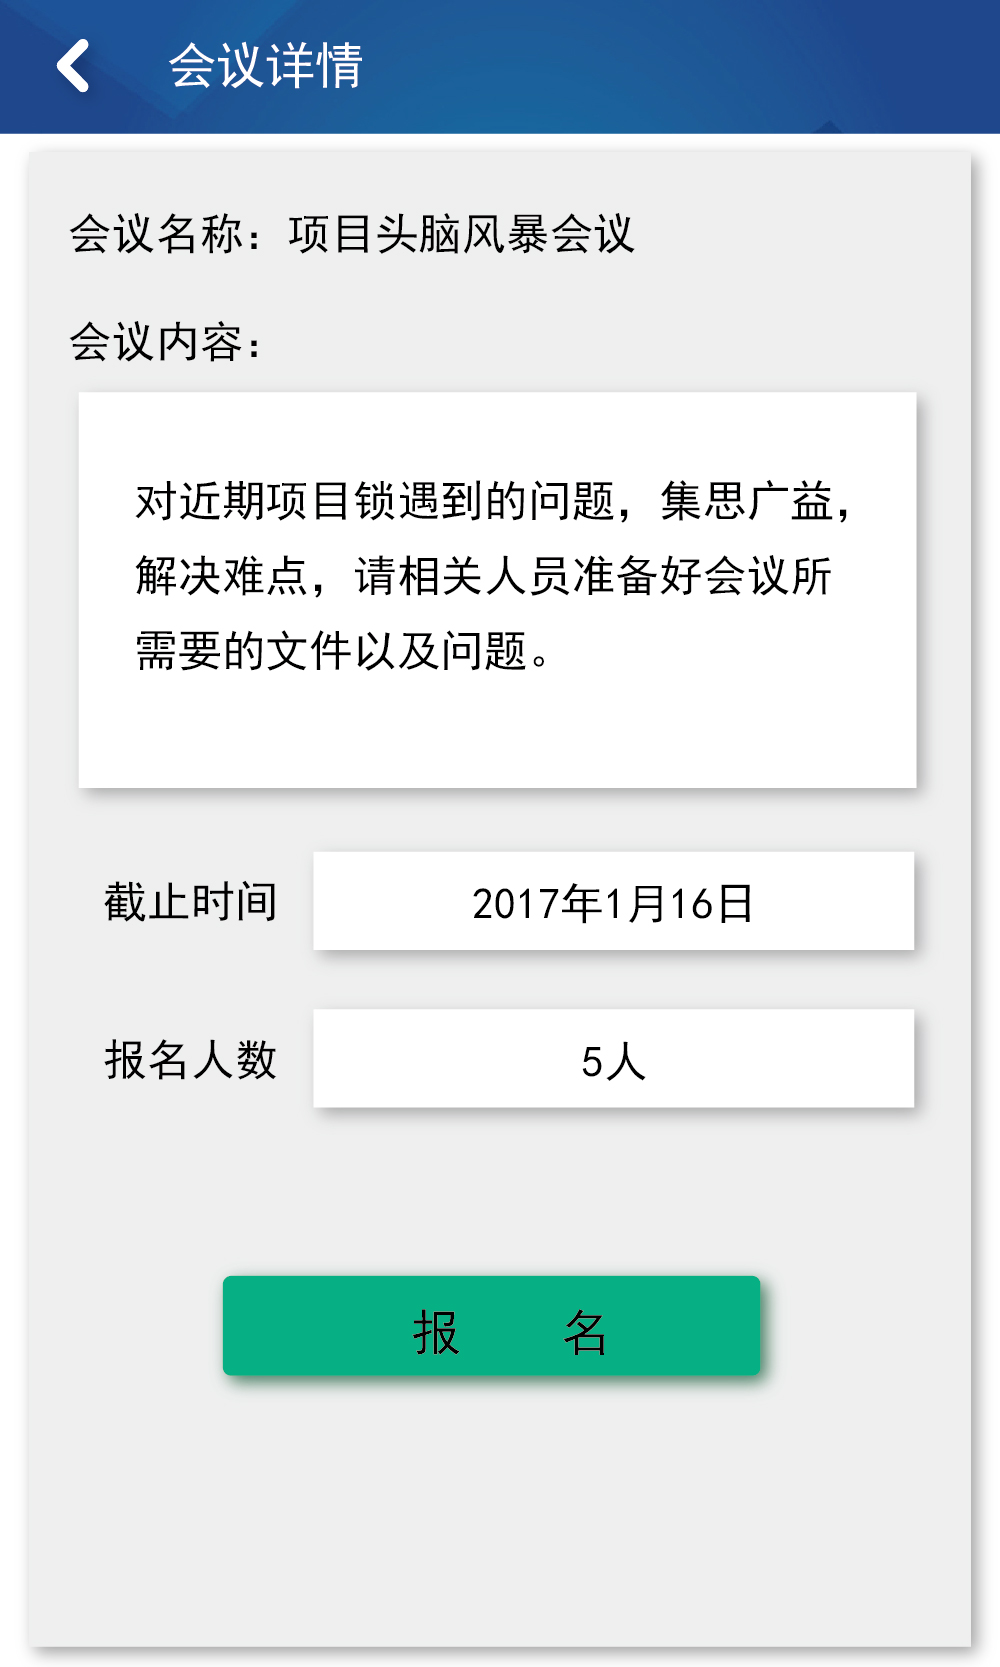 会议详情
会议名称：项目头脑风暴会议
会议内容：
对近期项目锁遇到的问题，集思广益，
解决难点，请相关人员准备好会议所
需要的文件以及问题。
截止时间 2017年1月16日
报名人数 5人
报 名